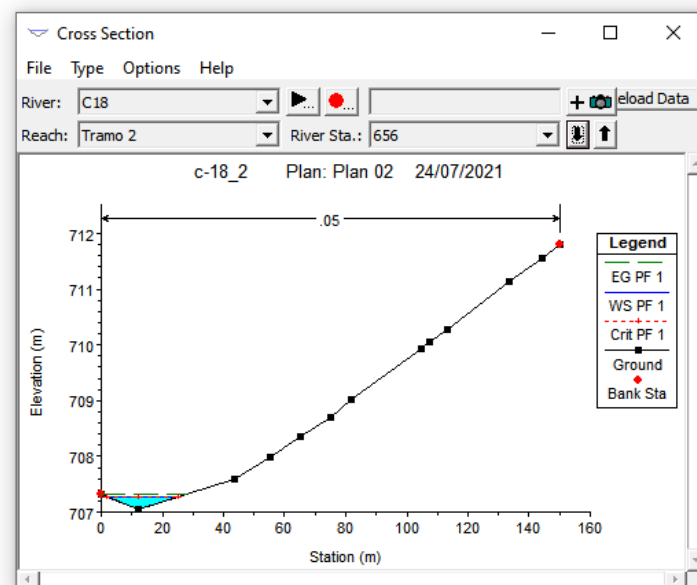 Cross Section
File Type Options Help
River: C18 eload Data
Reach: Tramo 2 River Sta.: 656
c-18_2 Plan: Plan 02 24/07/2021
.05
712
711
710
709
708
707
Elevation (m)
0 20 40 60 80 100 120 140 160
Station (m)
Legend
EG PF 1
WS PF 1
Crit PF 1
Ground
Bank Sta